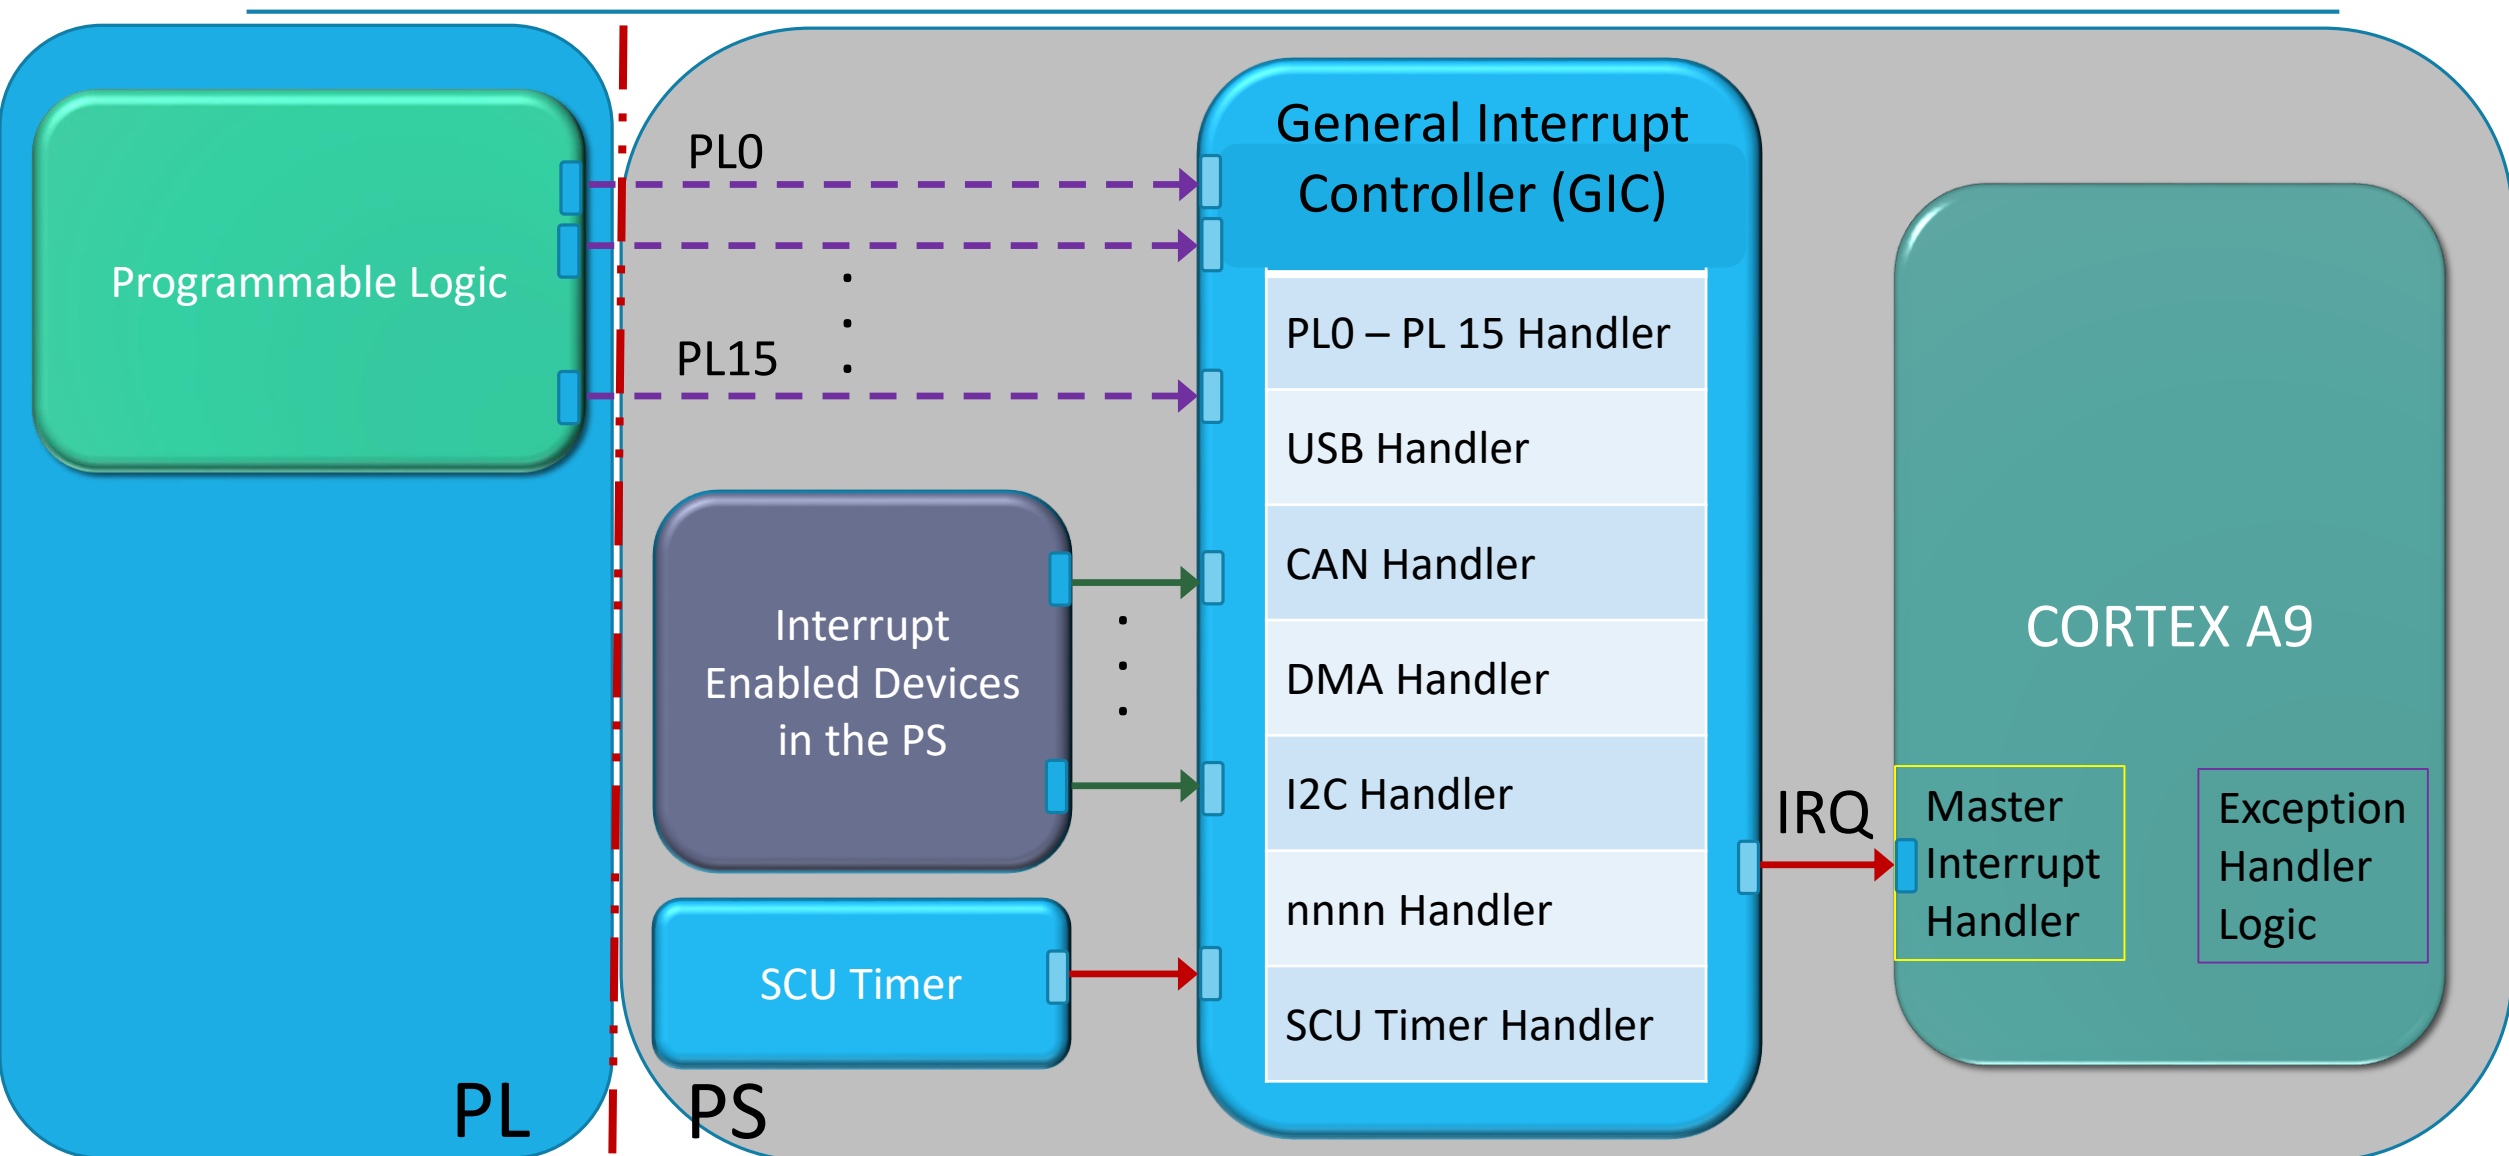 Programmable Logic
PL
PL0
PL15
Interrupt
Enabled Devices
in the PS
SCU Timer
PS
General Interrupt
Controller (GIC)
PL0 – PL 15 Handler
USB Handler
CAN Handler
DMA Handler
I2C Handler
nnnn Handler
SCU Timer Handler
IRQ
CORTEX A9
Master
Interrupt
Handler
Exception
Handler
Logic